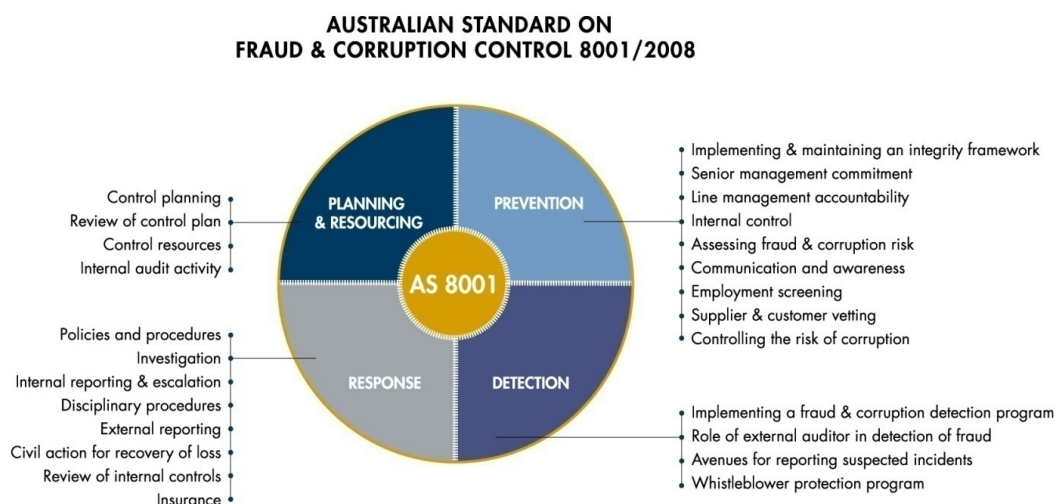 AUSTRALIAN STANDARD ON
FRAUD & CORRUPTION CONTROL 8001/2008
PLANNING
& RESOURCING
Control planning
Review of control plan
Control resources
Internal audit activity
PREVENTION
Implementing & maintaining an integrity framework
Senior management commitment
Line management accountability
Internal control
Assessing fraud & corruption risk
Communication and awareness
Employment screening
Supplier & customer vetting
Controlling the risk of corruption
AS 8001
RESPONSE
Policies and procedures
Investigation
Internal reporting & escalation
Disciplinary procedures
External reporting
Civil action for recovery of loss
Review of internal controls
Insurance
DETECTION
Implementing a fraud & corruption detection program
Role of external auditor in detection of fraud
Avenues for reporting suspected incidents
Whistleblower protection program